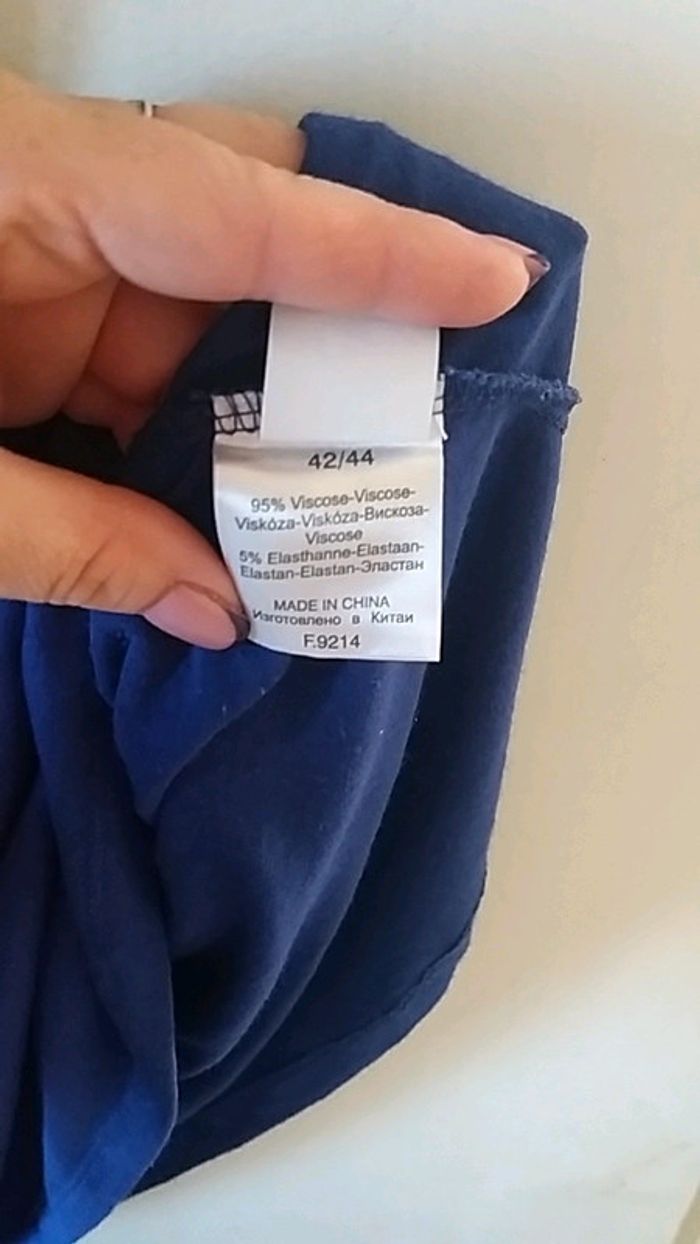 42/44
95% Viscose-Viscose-
Viskóza-Viskóza-Вискоза-
Viscose
5% Elasthanne-Elastaan-
Elastan-Elastan-Эластан
MADE IN CHINA
Изготовлено в Китаи
F.9214